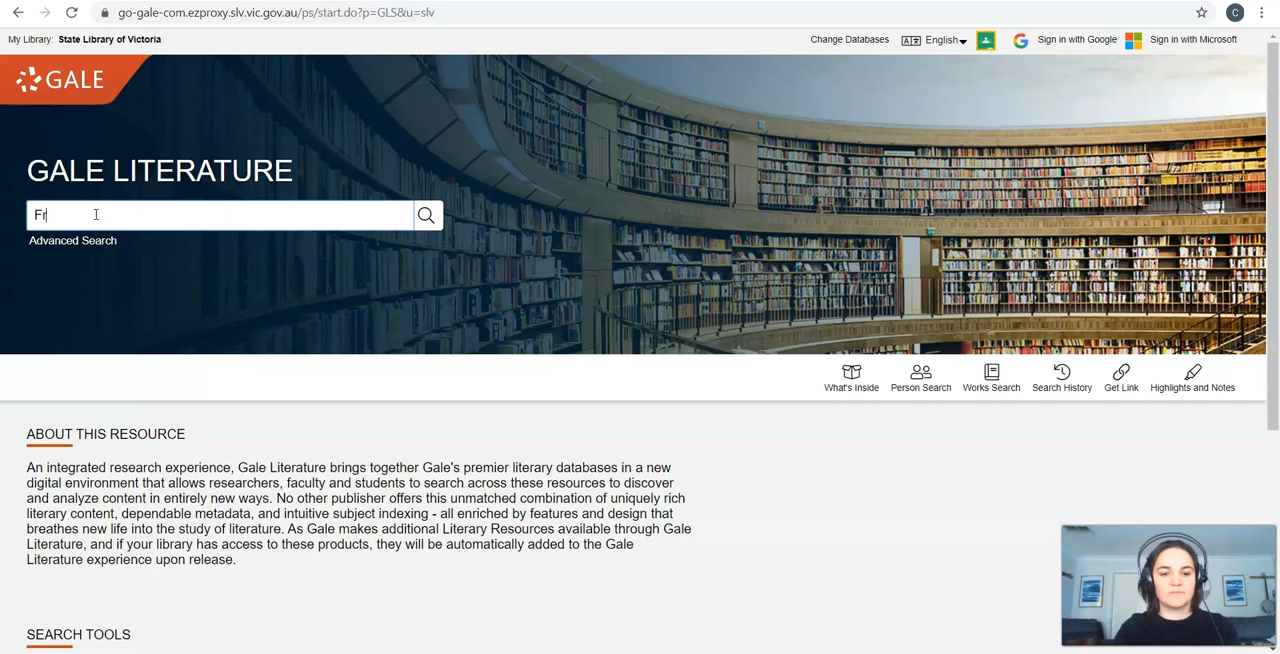 go-gale-com.ezproxy.slv.vic.gov.au/ps/start.do?p=GLS&u=slv
C
My Library: State Library of Victoria
Change Databases
English
Sign in with Google
Sign in with Microsoft
GALE
GALE LITERATURE
Fr
Advanced Search
What's Inside
Person Search
Works Search
Search History
Get Link
Highlights and Notes
ABOUT THIS RESOURCE
An integrated research experience, Gale Literature brings together Gale's premier literary databases in a new
digital environment that allows researchers, faculty and students to search across these resources to discover
and analyze content in entirely new ways. No other publisher offers this unmatched combination of uniquely rich
literary content, dependable metadata, and intuitive subject indexing - all enriched by features and design that
breathes new life into the study of literature. As Gale makes additional Literary Resources available through Gale
Literature, and if your library has access to these products, they will be automatically added to the Gale
Literature experience upon release.
SEARCH TOOLS